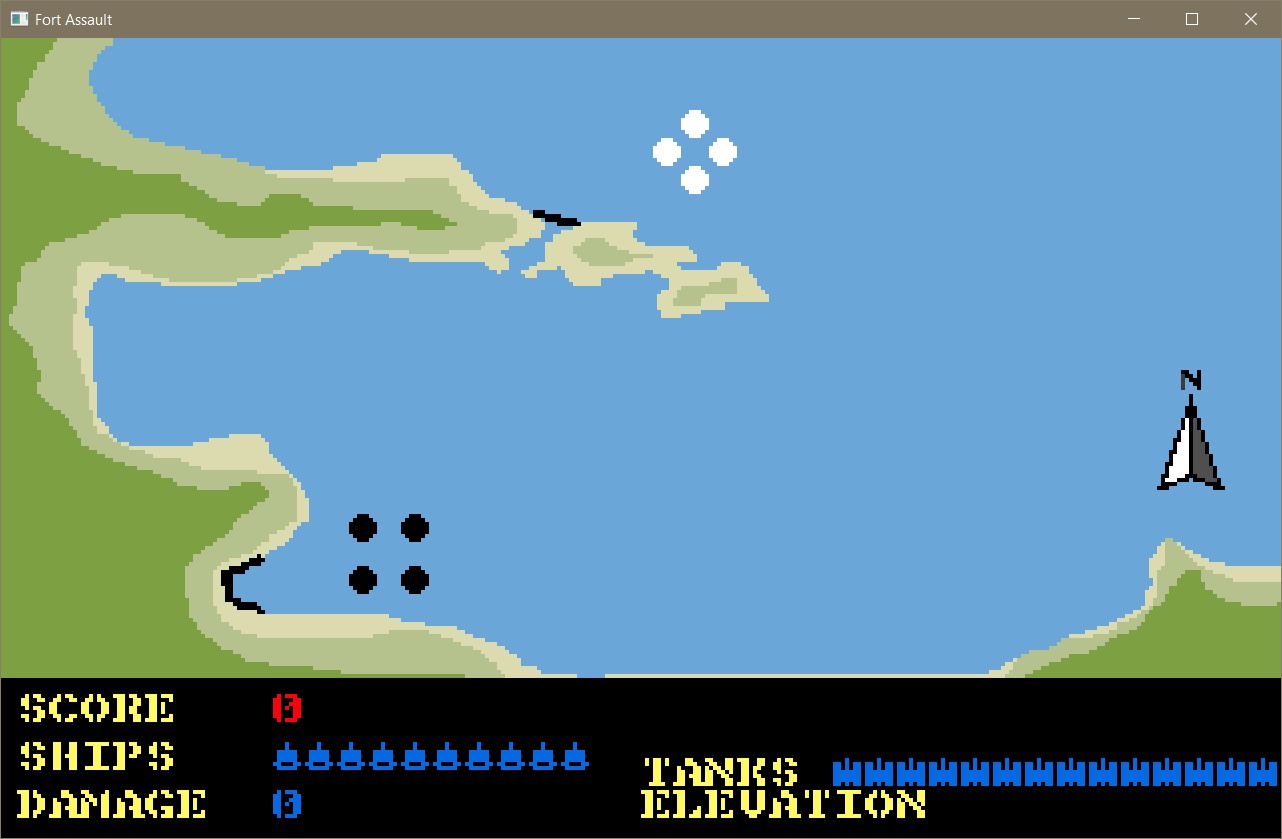 Fort Assault
N
SCORE 0
SHIPS
TANKS
DAMAGE 0
ELEVATION